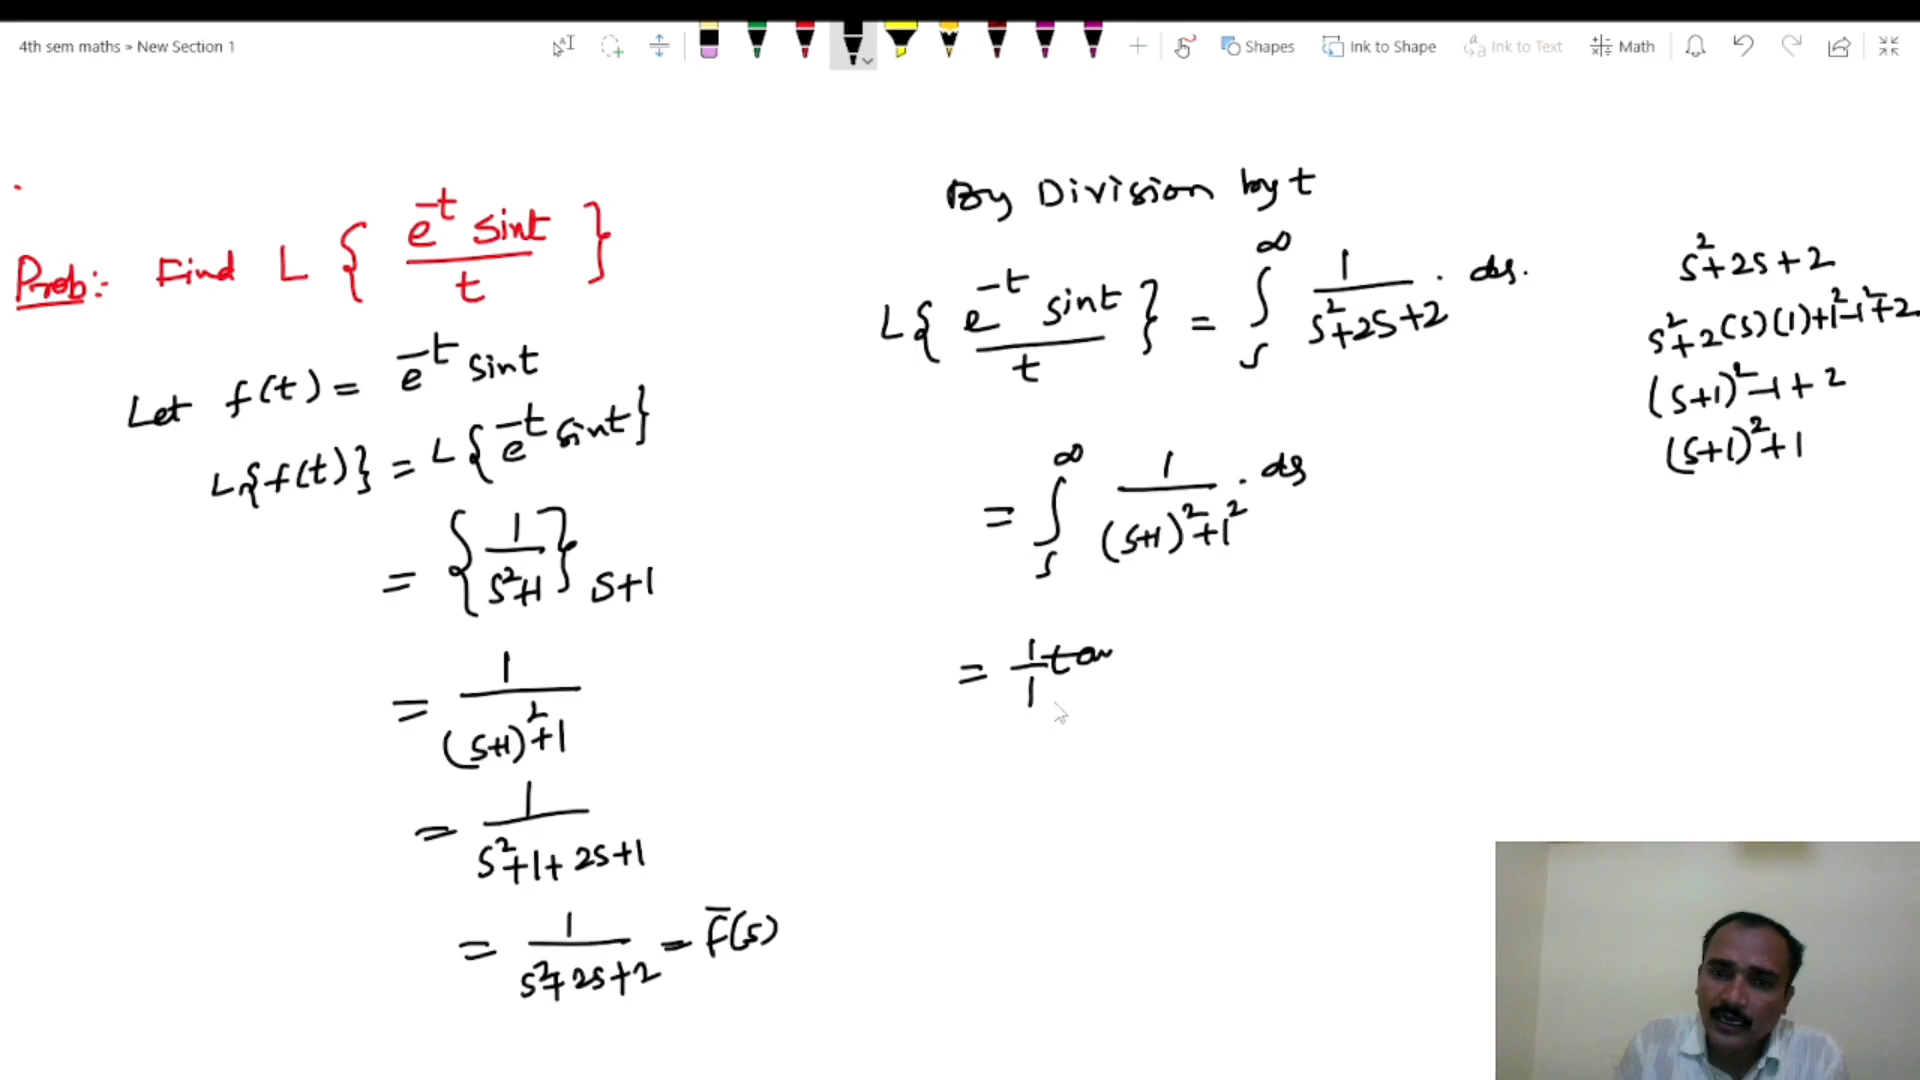 4th sem maths » New Section 1
Shapes
Ink to Shape
Ink to Text
Math
Prob:- Find L { e^-t sint / t }
Let f(t) = e^-t sint
L{f(t)} = L{e^-t sint}
= { 1 / s²+1 } s+1
= 1 / (s+1)²+1
= 1 / s²+1+2s+1
= 1 / s²+2s+2 = F̄(s)
By Division by t
L{ e^-t sint / t } = ∫_s^∞ 1 / s²+2s+2 . ds.
= ∫_s^∞ 1 / (s+1)²+1² . ds
= 1/1 tan
s²+2s+2
s²+2(s)(1)+1²-1²+2
(s+1)²-1+2
(s+1)²+1